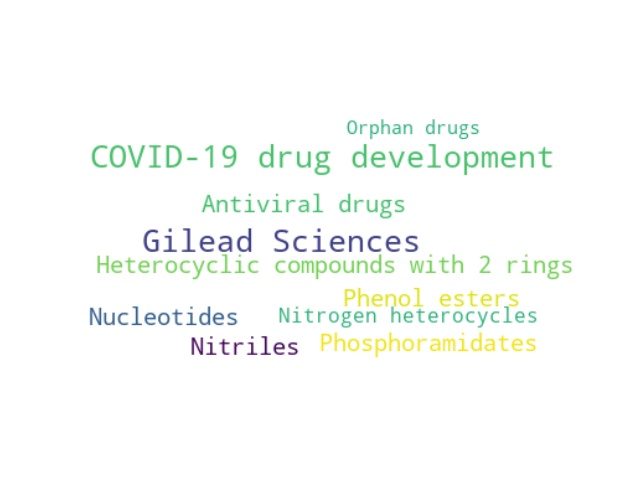 Orphan drugs
COVID-19 drug development
Antiviral drugs
Gilead Sciences
Heterocyclic compounds with 2 rings
Phenol esters
Nucleotides
Nitrogen heterocycles
Nitriles
Phosphoramidates